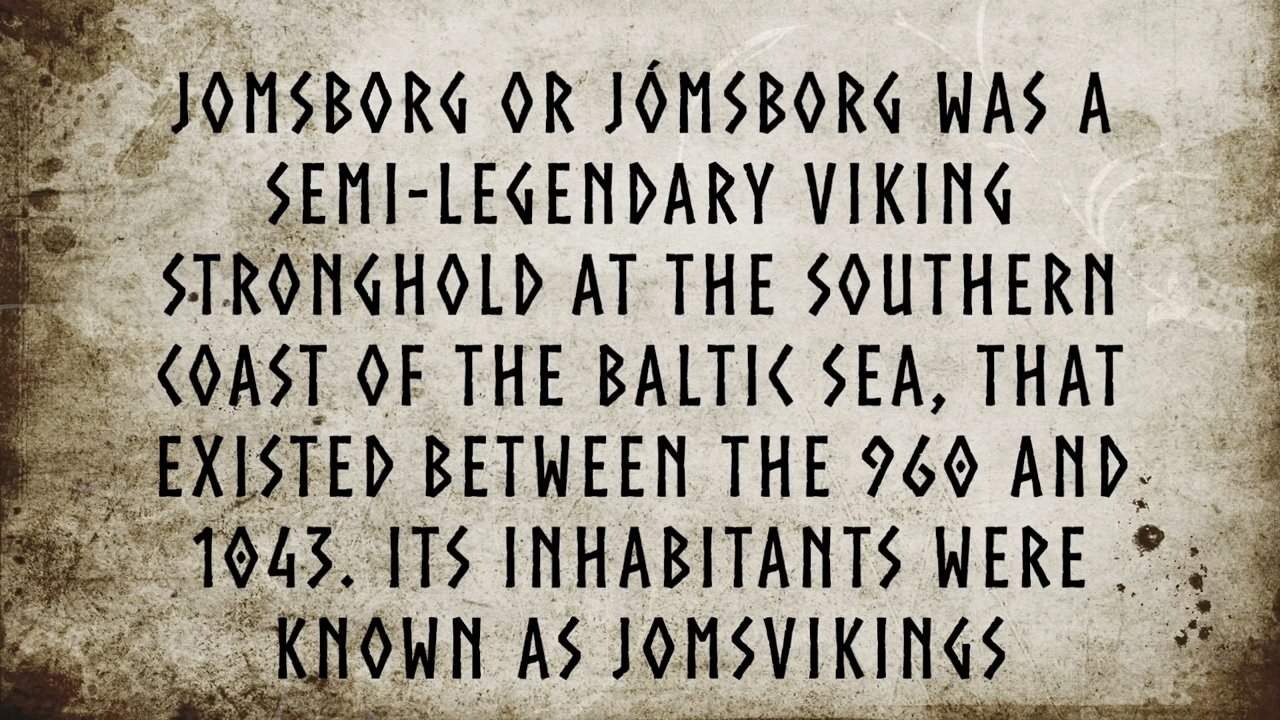 JOMSBORG OR JÓMSBORG WAS A
SEMI-LEGENDARY VIKING
STRONGHOLD AT THE SOUTHERN
COAST OF THE BALTIC SEA, THAT
EXISTED BETWEEN THE 960 AND
1043. ITS INHABITANTS WERE
KNOWN AS JOMSVIKINGS